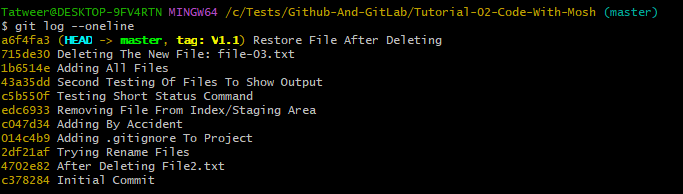 Tatweer@DESKTOP-9FV4RTN MINGW64 /c/Tests/Github-And-GitLab/Tutorial-02-Code-With-Mosh (master)
$ git log --oneline
a6f4fa3 (HEAD -> master, tag: V1.1) Restore File After Deleting
715de30 Deleting The New File: file-03.txt
1b6514e Adding All Files
43a35dd Second Testing Of Files To Show Output
c5b550f Testing Short Status Command
edc6933 Removing File From Index/Staging Area
c047d34 Adding By Accident
014c4b9 Adding .gitignore To Project
2df21af Trying Rename Files
4702e82 After Deleting File2.txt
c378284 Initial Commit